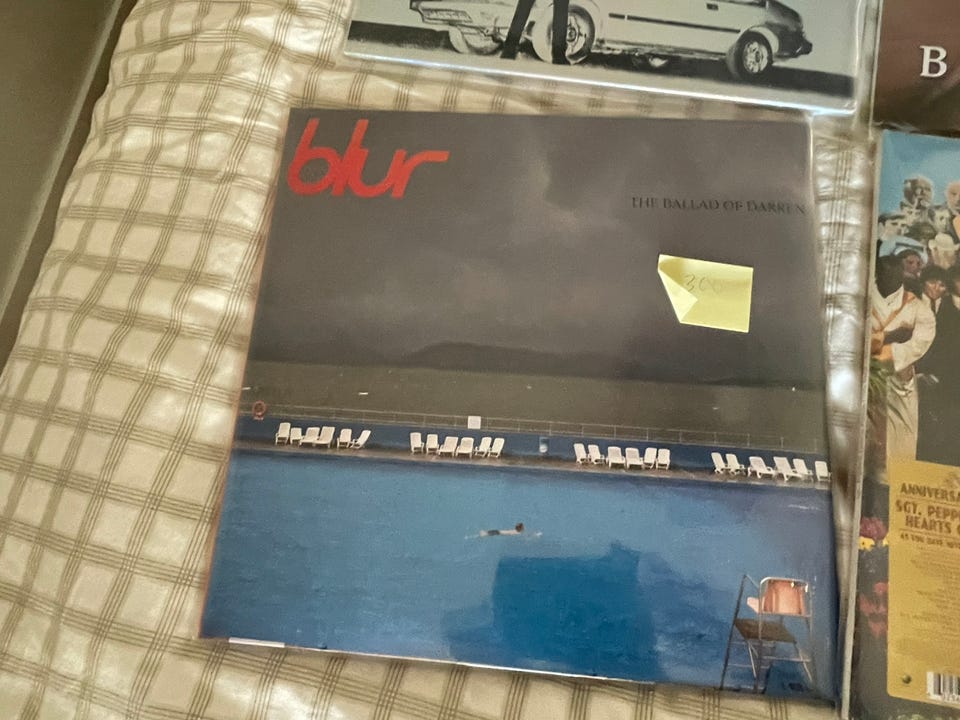 B
blur
THE BALLAD OF DARREN
300
ANNIVERSA
SGT. PEPP
HEARTS C